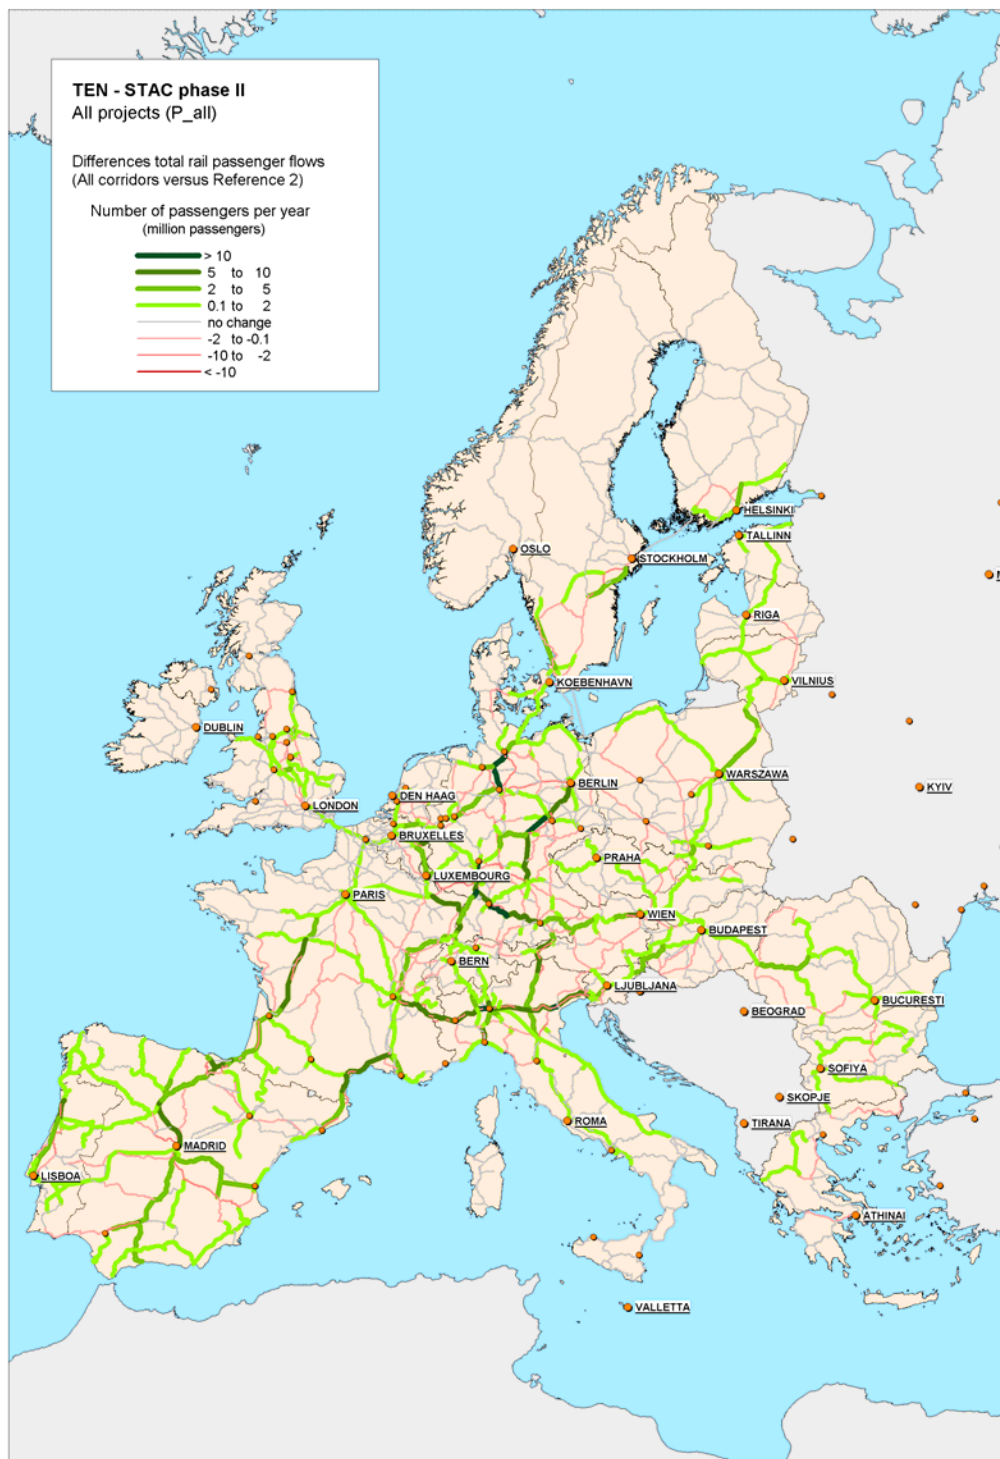 TEN - STAC phase II
All projects (P_all)
Differences total rail passenger flows
(All corridors versus Reference 2)
Number of passengers per year
(million passengers)
> 10
5 to 10
2 to 5
0.1 to 2
no change
-2 to -0.1
-10 to -2
< -10
HELSINKI
TALLINN
OSLO
STOCKHOLM
RIGA
VILNIUS
KOEBENHAVN
DUBLIN
WARSZAWA
BERLIN
KYIV
DEN HAAG
LONDON
BRUXELLES
PRAHA
LUXEMBOURG
PARIS
WIEN
BUDAPEST
BERN
LJUBLJANA
BUCURESTI
BEOGRAD
SOFIYA
SKOPJE
ROMA
TIRANA
MADRID
LISBOA
ATHINAI
VALLETTA